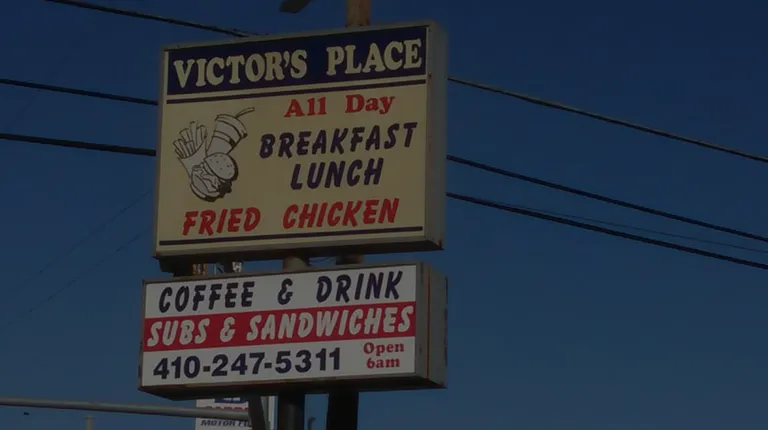 VICTOR'S PLACE
All Day
BREAKFAST
LUNCH
FRIED CHICKEN
COFFEE & DRINK
SUBS & SANDWICHES
410-247-5311
Open
6am